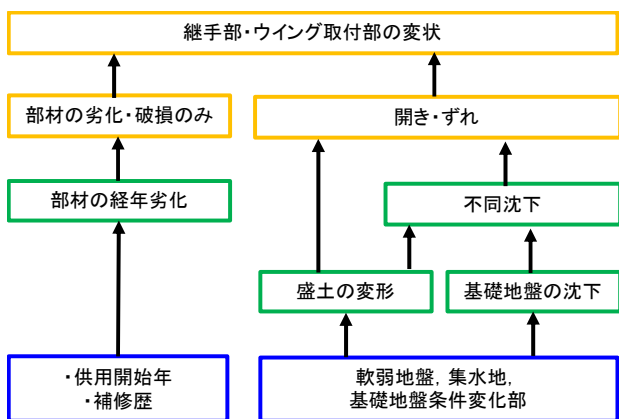 継手部・ウイング取付部の変状
部材の劣化・破損のみ
開き・ずれ
部材の経年劣化
不同沈下
盛土の変形
基礎地盤の沈下
・供用開始年
・補修歴
軟弱地盤, 集水地,
基礎地盤条件変化部